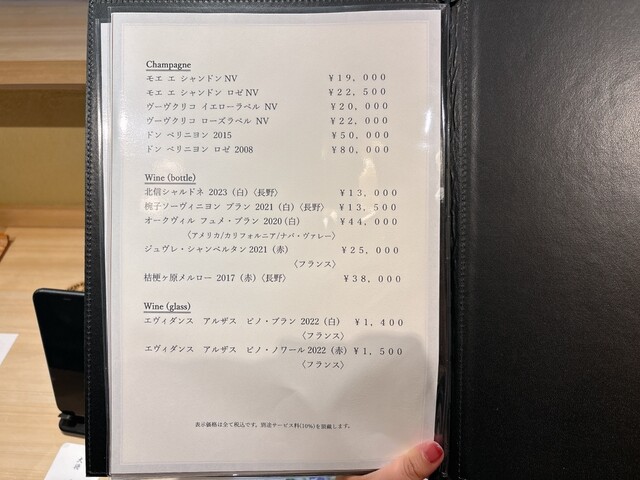 Champagne
モエ エ シャンドン NV ￥19,000
モエ エ シャンドン ロゼ NV ￥22,500
ヴーヴクリコ イエローラベル NV ￥20,000
ヴーヴクリコ ローズラベル NV ￥22,000
ドン ペリニヨン 2015 ￥50,000
ドン ペリニヨン ロゼ 2008 ￥80,000
Wine (bottle)
北信シャルドネ 2023（白）〈長野〉 ￥13,000
椀子ソーヴィニヨン ブラン 2021（白）〈長野〉 ￥13,500
オークヴィル フュメ・ブラン 2020（白） ￥44,000
〈アメリカ/カリフォルニア/ナパ・ヴァレー〉
ジュヴレ・シャンベルタン 2021（赤） ￥25,000
〈フランス〉
桔梗ヶ原メルロー 2017（赤）〈長野〉 ￥38,000
Wine (glass)
エヴィダンス アルザス ピノ・ブラン 2022（白） ￥1,400
〈フランス〉
エヴィダンス アルザス ピノ・ノワール 2022（赤） ￥1,500
〈フランス〉
表示価格は全て税込です。別途サービス料(10%)を頂戴します。